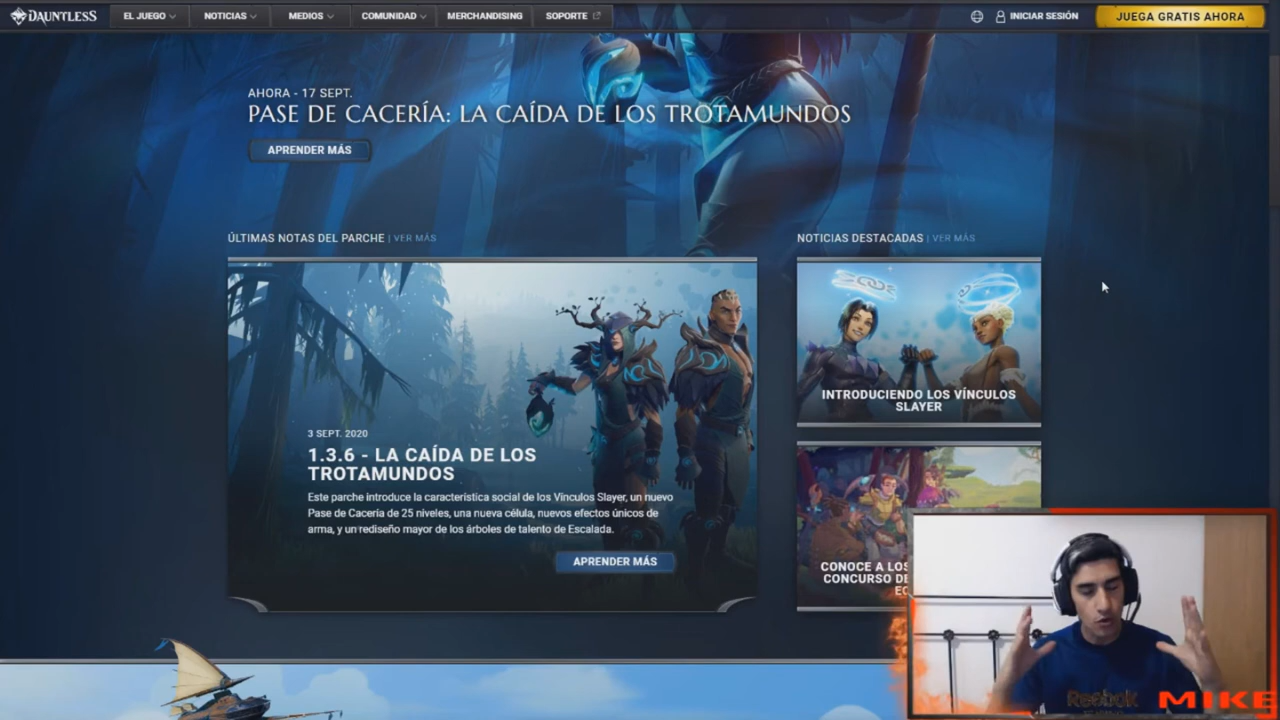 DAUNTLESS
EL JUEGO
NOTICIAS
MEDIOS
COMUNIDAD
MERCHANDISING
SOPORTE
INICIAR SESIÓN
JUEGA GRATIS AHORA
AHORA - 17 SEPT.
PASE DE CACERÍA: LA CAÍDA DE LOS TROTAMUNDOS
APRENDER MÁS
ÚLTIMAS NOTAS DEL PARCHE | VER MÁS
3 SEPT. 2020
1.3.6 - LA CAÍDA DE LOS
TROTAMUNDOS
Este parche introduce la característica social de los Vínculos Slayer, un nuevo
Pase de Cacería de 25 niveles, una nueva célula, nuevos efectos únicos de
arma, y un rediseño mayor de los árboles de talento de Escalada.
APRENDER MÁS
NOTICIAS DESTACADAS | VER MÁS
INTRODUCIENDO LOS VÍNCULOS
SLAYER
CONOCE A LOS
CONCURSO DE
Reebok
MIKE